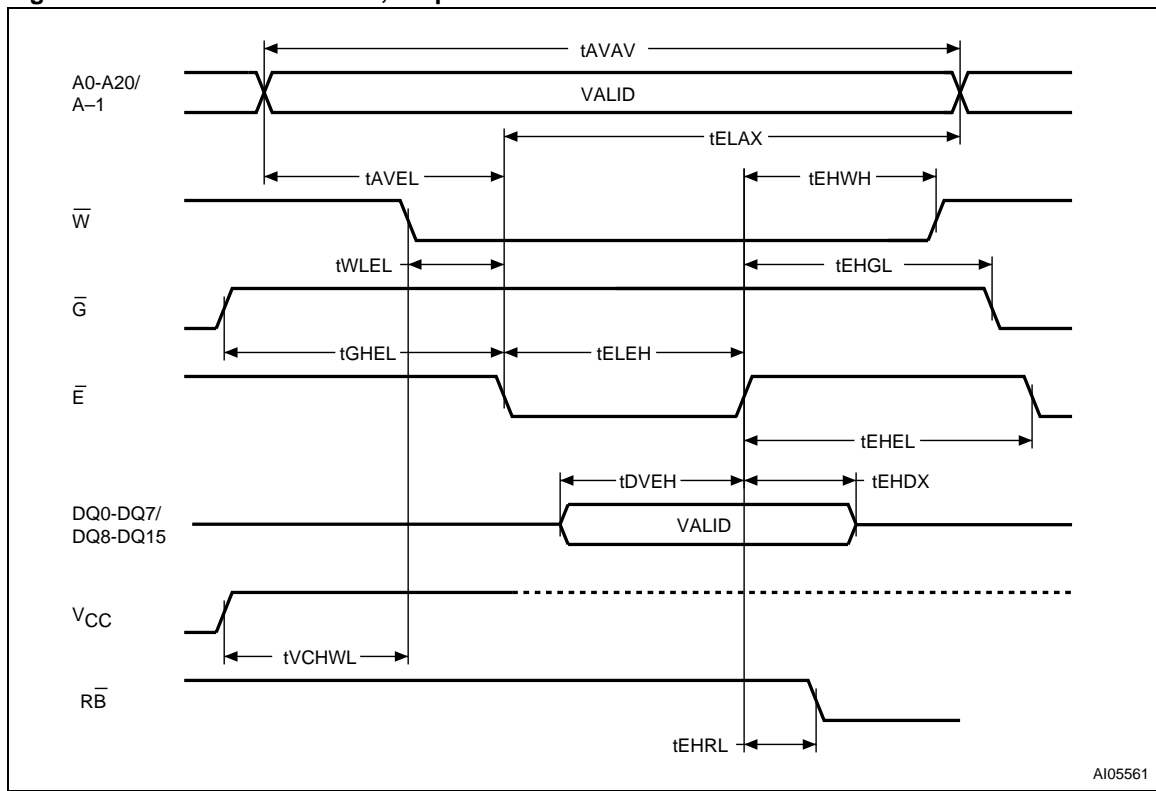 tAVAV
A0-A20/
A–1
VALID
tELAX
tAVEL
tEHWH
W̅
tWLEL
tEHGL
G̅
tGHEL
tELEH
E̅
tEHEL
tDVEH
tEHDX
DQ0-DQ7/
DQ8-DQ15
VALID
VCC
tVCHWL
RB̅
tEHRL
AI05561